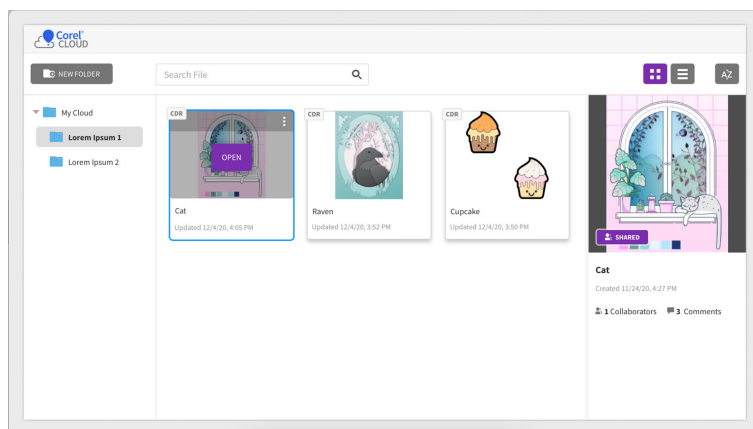 Corel®
CLOUD
NEW FOLDER
Search File
AZ
My Cloud
Lorem Ipsum 1
Lorem Ipsum 2
CDR
OPEN
Cat
Updated 12/4/20, 4:05 PM
CDR
Raven
Updated 12/4/20, 3:52 PM
CDR
Cupcake
Updated 12/4/20, 3:50 PM
SHARED
Cat
Created 11/24/20, 4:27 PM
1 Collaborators 3 Comments